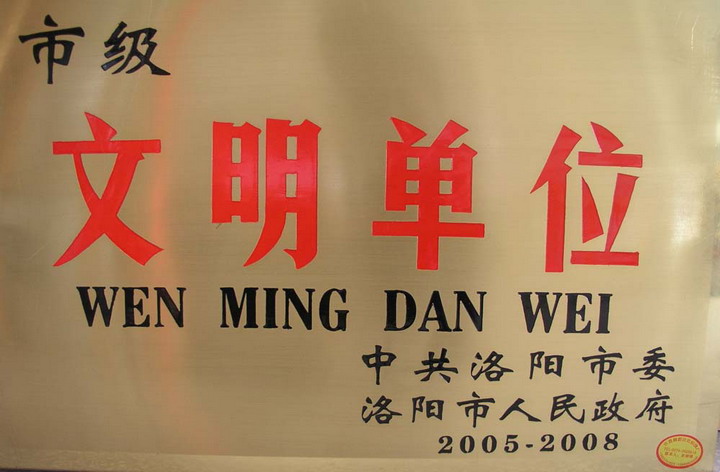 市级
文明单位
WEN MING DAN WEI
中共洛阳市委
洛阳市人民政府
2005-2008